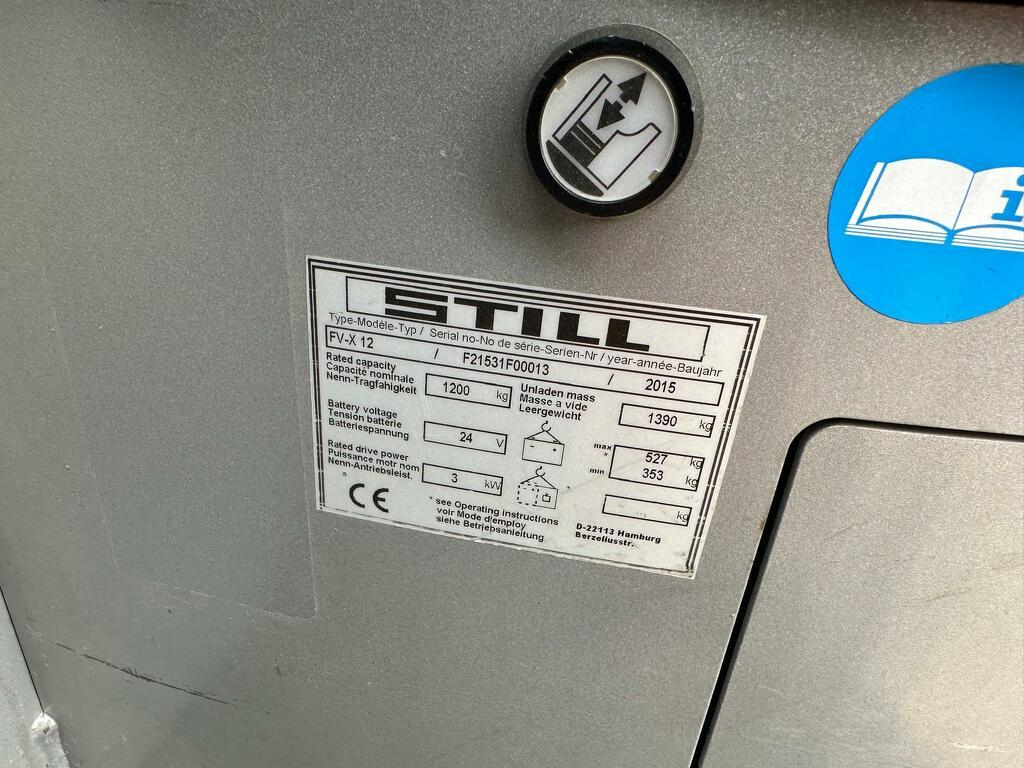 i
STILL
Type-Modèle-Typ / Serial no-No de série-Serien-Nr / year-année-Baujahr
FV-X 12 / F21531F00013 / 2015
Rated capacity
Capacité nominale
Nenn-Tragfähigkeit
1200 kg
Unladen mass
Masse a vide
Leergewicht
1390 kg
Battery voltage
Tension batterie
Batteriespannung
24 V
max 527 kg
*
min 353 kg
Rated drive power
Puissance motr nom
Nenn-Antriebsleist.
3 kW
... kg
CE
* see Operating instructions
voir Mode d'employ
siehe Betriebsanleitung
D-22113 Hamburg
Berzeliusstr.